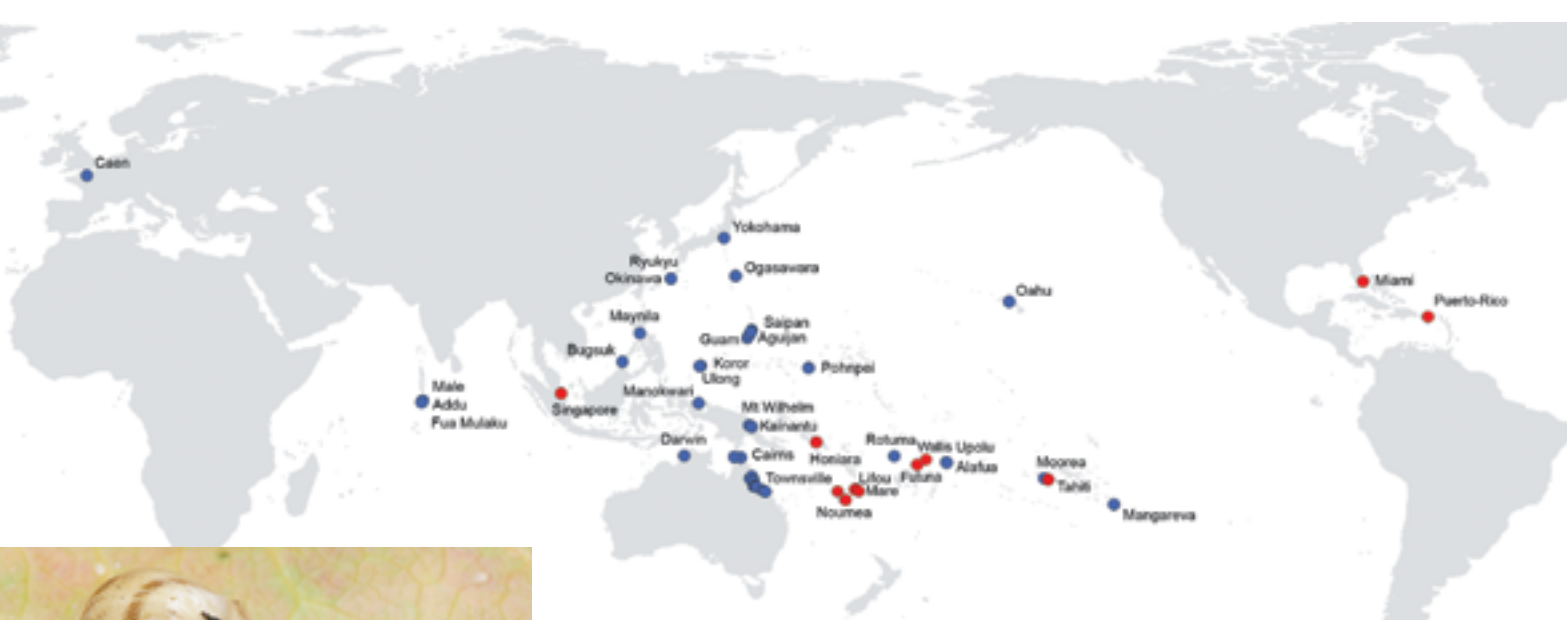 Caen
Yokohama
Ryukyu
Okinawa
Ogasawara
Miami
Oahu
Puerto-Rico
Maynila
Saipan
Guam
Agujan
Bugsuk
Koror
Ulong
Pohnpei
Male
Addu
Fua Mulaku
Manokwari
Singapore
Mt Wilhelm
Kainantu
Darwin
Cairns
Honiara
Rotuma
Wallis Upolu
Alafua
Futuna
Moorea
Tahiti
Townsville
Lifou
Mare
Noumea
Mangareva